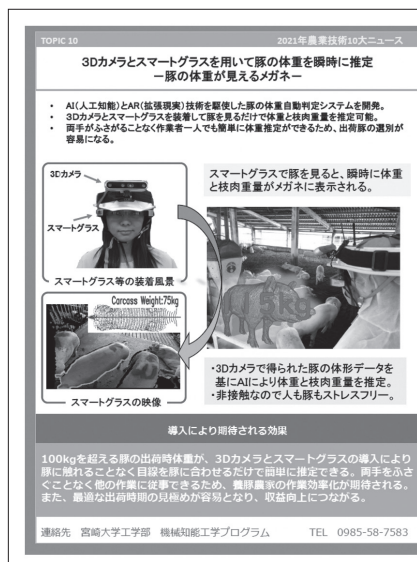 TOPIC 10
2021年農業技術10大ニュース
3Dカメラとスマートグラスを用いて豚の体重を瞬時に推定
－豚の体重が見えるメガネ－
• AI(人工知能)とAR(拡張現実)技術を駆使した豚の体重自動判定システムを開発。
• 3Dカメラとスマートグラスを装着して豚を見るだけで体重と枝肉重量を推定可能。
• 両手がふさがることなく作業者一人でも簡単に体重推定ができるため、出荷豚の選別が
容易になる。
3Dカメラ
スマートグラス
スマートグラス等の装着風景
スマートグラスで豚を見ると、瞬時に体重
と枝肉重量がメガネに表示される。
Carcass Weight:75kg
スマートグラスの映像
75kg
・3Dカメラで得られた豚の体形データを
基にAIにより体重と枝肉重量を推定。
・非接触なので人も豚もストレスフリー。
導入により期待される効果
100kgを超える豚の出荷時体重が、3Dカメラとスマートグラスの導入により
豚に触れることなく目線を豚に合わせるだけで簡単に推定できる。両手をふさ
ぐことなく他の作業に従事できるため、養豚農家の作業効率化が期待される。
また、最適な出荷時期の見極めが容易となり、収益向上につながる。
連絡先 宮崎大学工学部 機械知能工学プログラム TEL 0985-58-7583